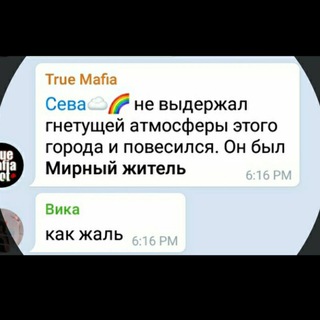 True Mafia
Сева☁️🌈 не выдержал
гнетущей атмосферы этого
города и повесился. Он был
Мирный житель
6:16 PM
Вика
как жаль 6:16 PM